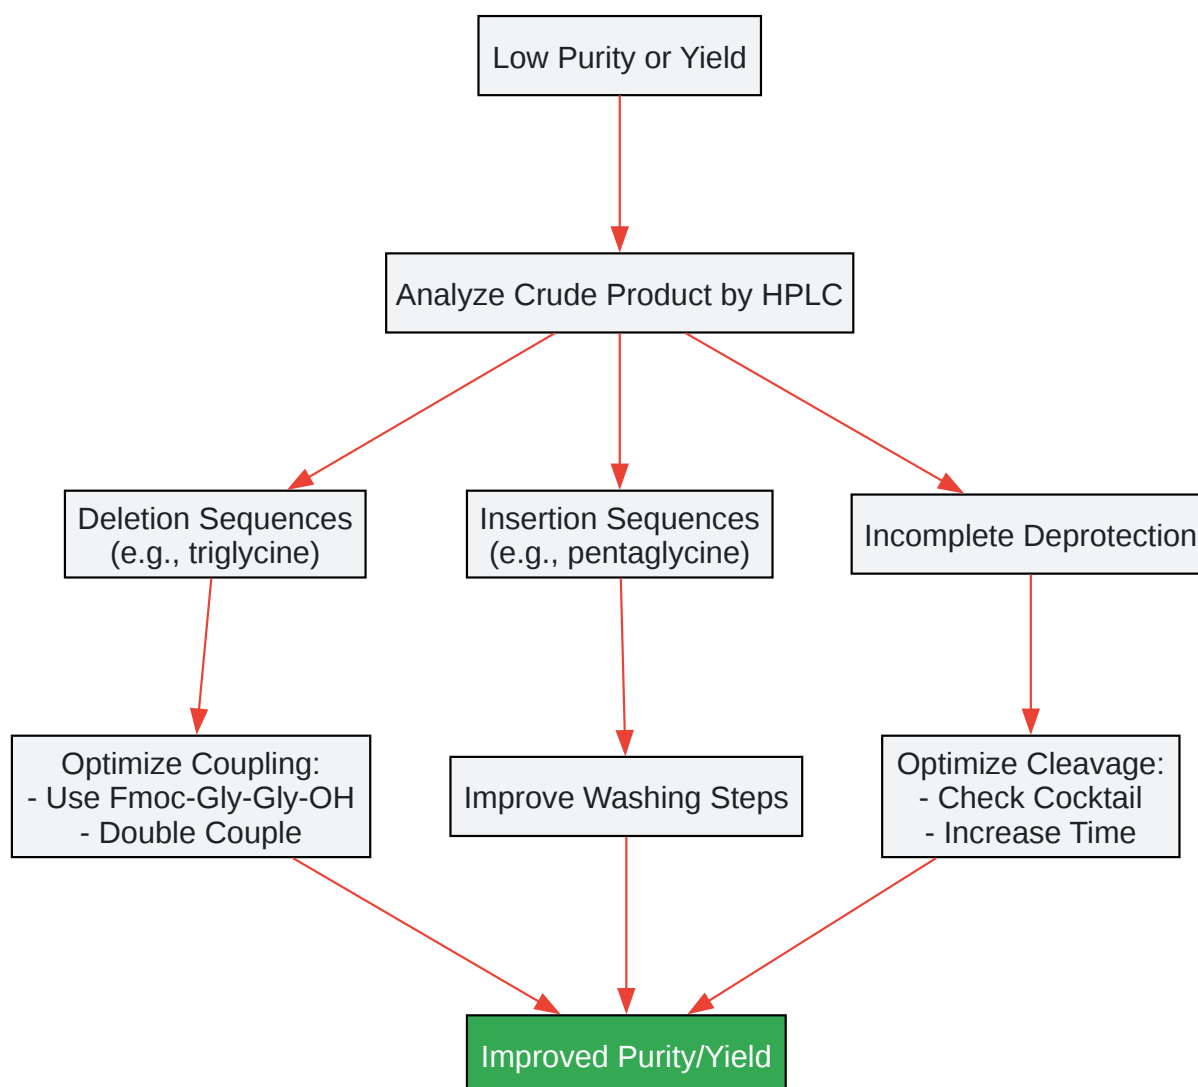 Low Purity or Yield
Analyze Crude Product by HPLC
Deletion Sequences
(e.g., triglycine)
Insertion Sequences
(e.g., pentaglycine)
Incomplete Deprotection
Optimize Coupling:
- Use Fmoc-Gly-Gly-OH
- Double Couple
Improve Washing Steps
Optimize Cleavage:
- Check Cocktail
- Increase Time
Improved Purity/Yield